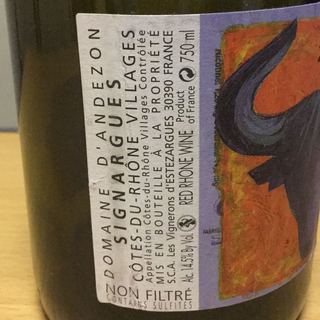 DOMAINE D'ANDEZON
SIGNARGUES
CÔTES-DU-RHÔNE VILLAGES
Appellation Côtes-du-Rhône Villages Contrôlée
MIS EN BOUTEILLE À LA PROPRIÉTÉ
S.C.A. Les Vignerons d'ESTEZARGUES 30390 FRANCE
RED RHONE WINE Product of France
Alc. 14.5% By Vol. 750 ml
NON FILTRÉ
CONTAINS SULFITES